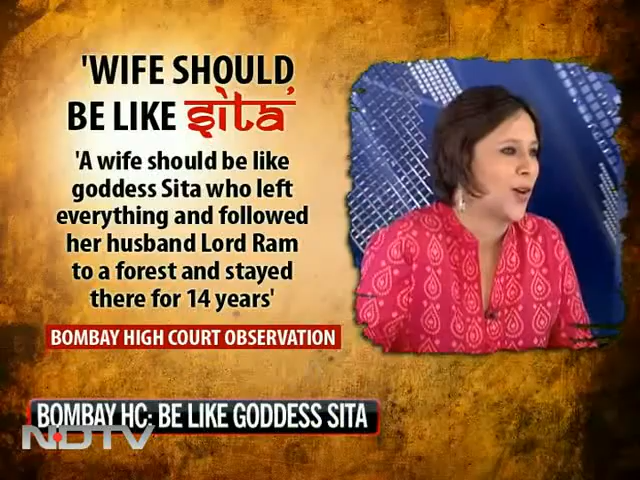 'WIFE SHOULD
BE LIKE Sita'
'A wife should be like
goddess Sita who left
everything and followed
her husband Lord Ram
to a forest and stayed
there for 14 years'
BOMBAY HIGH COURT OBSERVATION
BOMBAY HC: BE LIKE GODDESS SITA
NDTV